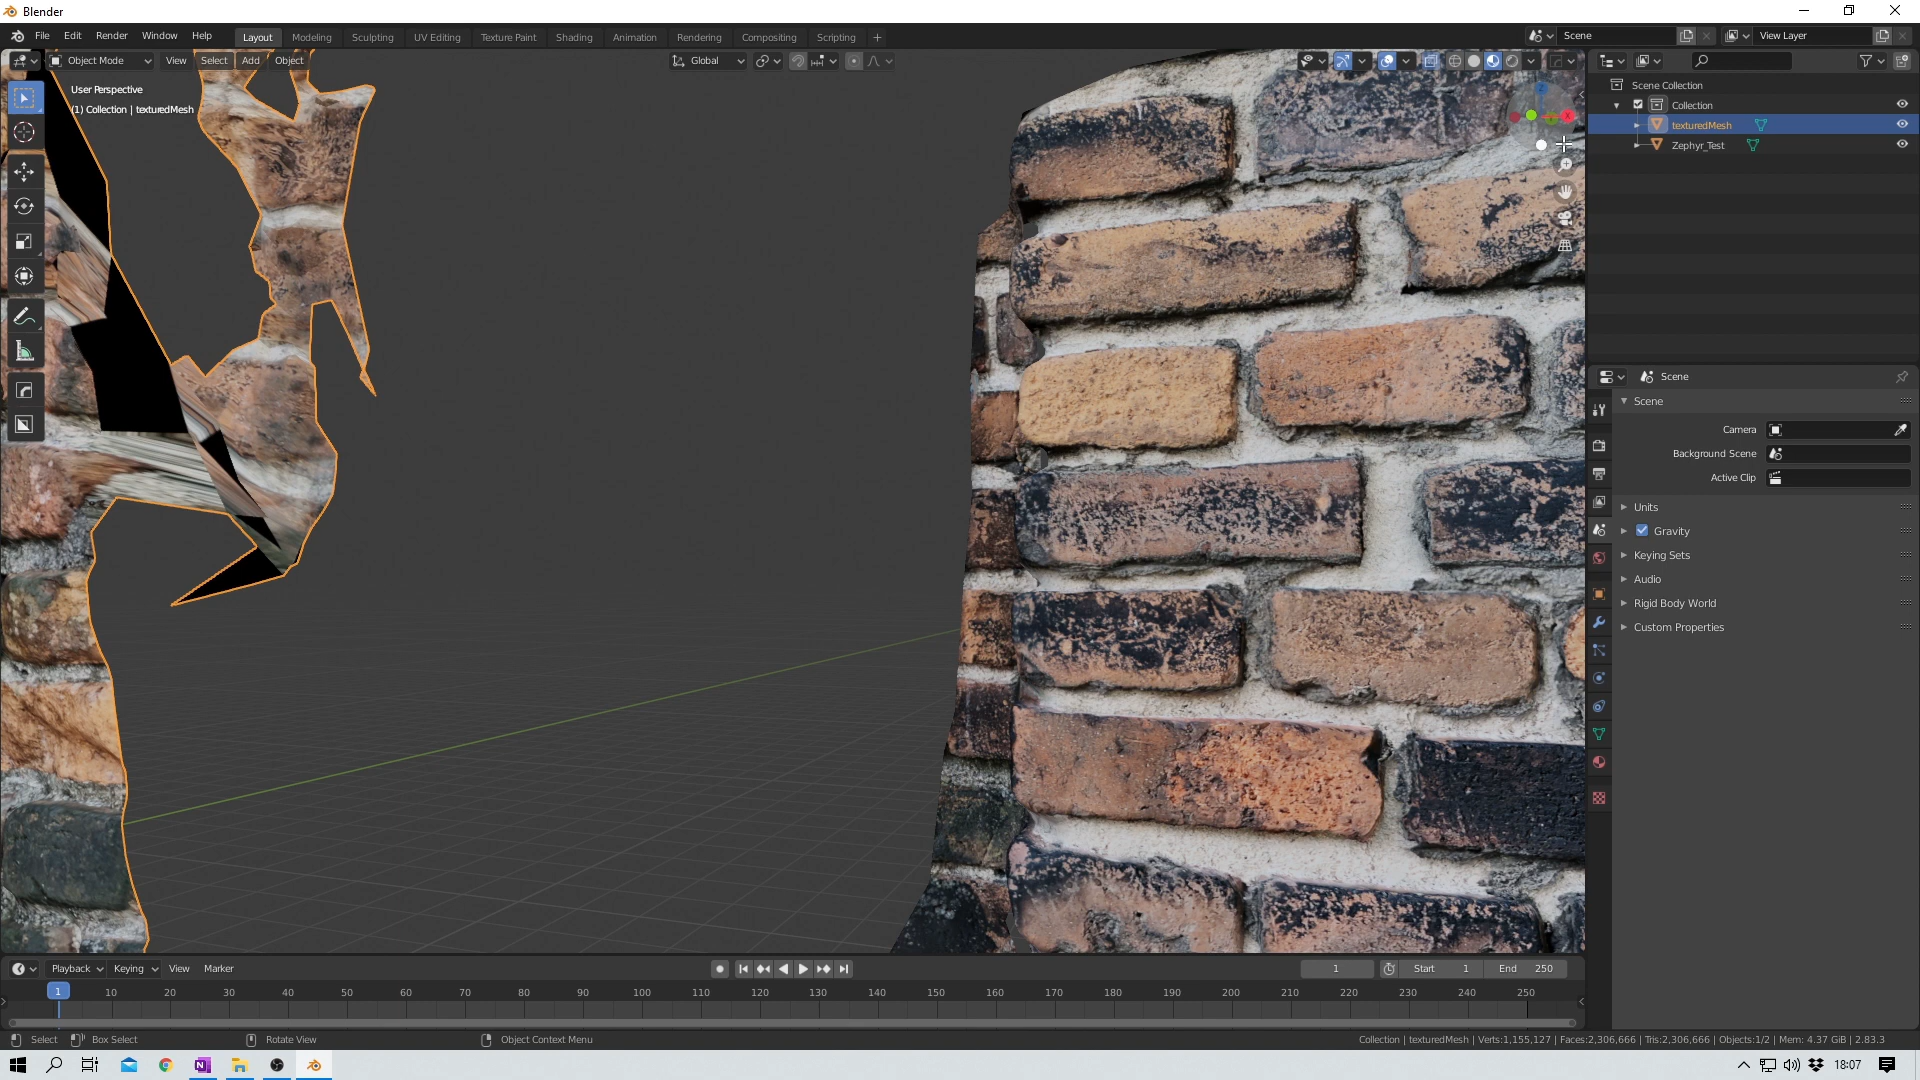 Blender
File Edit Render Window Help
Layout Modeling Sculpting UV Editing Texture Paint Shading Animation Rendering Compositing Scripting +
Scene
View Layer
Object Mode View Select Add Object
Global
User Perspective
(1) Collection | texturedMesh
Scene Collection
Collection
texturedMesh
Zephyr_Test
Scene
Scene
Camera
Background Scene
Active Clip
Units
Gravity
Keying Sets
Audio
Rigid Body World
Custom Properties
Playback Keying View Marker
1 Start 1 End 250
1 10 20 30 40 50 60 70 80 90 100 110 120 130 140 150 160 170 180 190 200 210 220 230 240 250
Select Box Select Rotate View Object Context Menu
Collection | texturedMesh | Verts:1,155,127 | Faces:2,306,666 | Tris:2,306,666 | Objects:1/2 | Mem: 4.37 GiB | 2.83.3
18:07